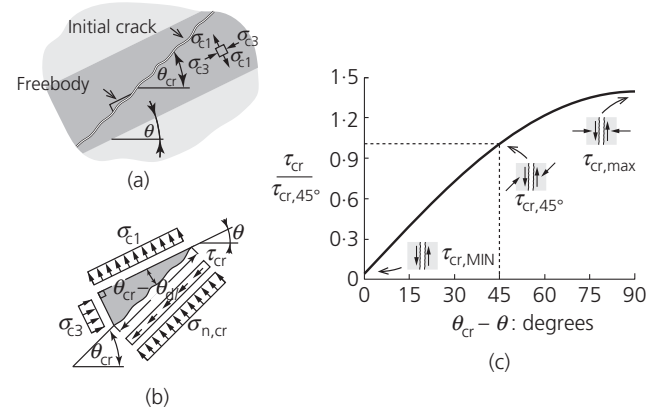 Initial crack
σc1
σc3
σc3
σc1
θcr
Freebody
θ
(a)
σc1
θ
τcr
θcr − θ
dl
σc3
σn,cr
θcr
(b)
τcr
τcr,45°
1·5
1.2
0·9
0·6
0·3
0
τcr,max
τcr,45°
τcr,MIN
0 15 30 45 60 75 90
θcr − θ : degrees
(c)